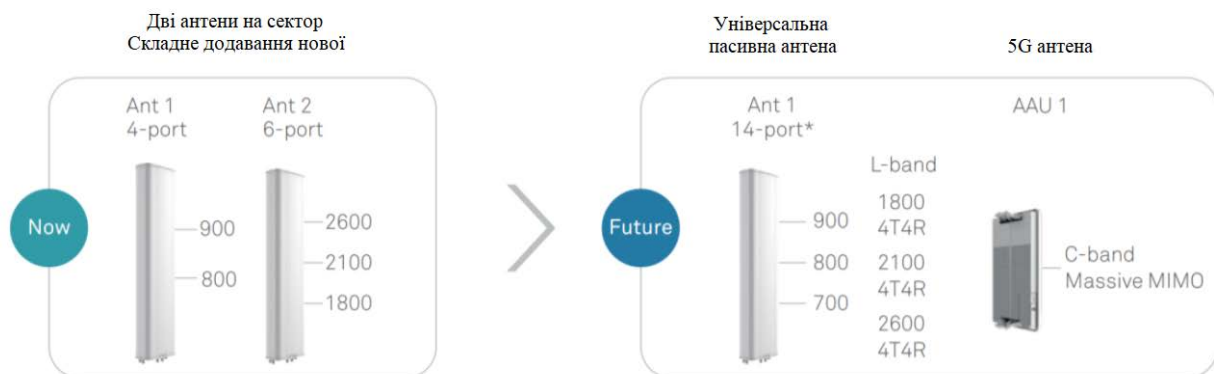 Дві антени на сектор
Складне додавання нової
Ant 1
4-port
Ant 2
6-port
Now
900
800
2600
2100
1800
Універсальна
пасивна антена
5G антена
Ant 1
14-port*
AAU 1
Future
900
800
700
L-band
1800
4T4R
2100
4T4R
2600
4T4R
C-band
Massive MIMO